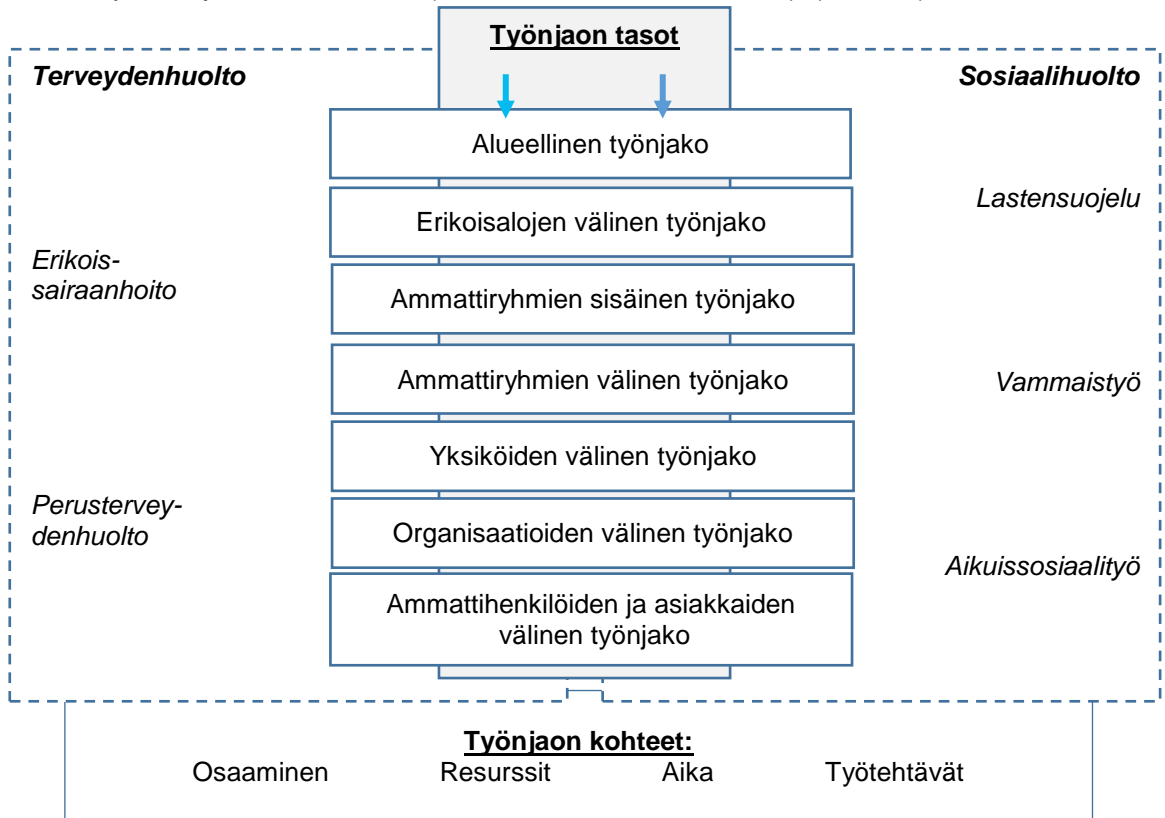 Työnjaon tasot
Terveydenhuolto
Sosiaalihuolto
Alueellinen työnjako
Lastensuojelu
Erikoisalojen välinen työnjako
Erikois-
sairaanhoito
Ammattiryhmien sisäinen työnjako
Ammattiryhmien välinen työnjako
Vammaistyö
Yksiköiden välinen työnjako
Perustervey-
denhuolto
Organisaatioiden välinen työnjako
Aikuissosiaalityö
Ammattihenkilöiden ja asiakkaiden
välinen työnjako
Työnjaon kohteet:
Osaaminen Resurssit Aika Työtehtävät